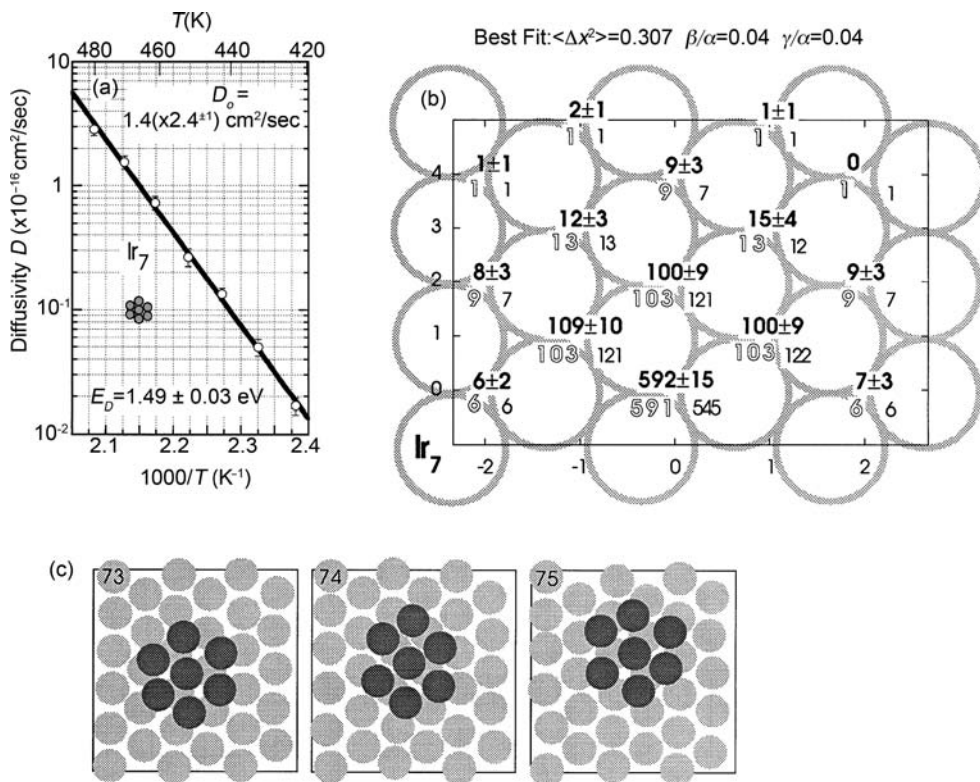 T(K)
480 460 440 420
10
1
10⁻¹
10⁻²
Diffusivity D (x10⁻¹⁶ cm²/sec)
(a)
Dₒ =
1.4(x2.4^±1) cm²/sec
Ir₇
E_D=1.49 ± 0.03 eV
2.1 2.2 2.3 2.4
1000/T (K⁻¹)
Best Fit:<Δx²>=0.307 β/α=0.04 γ/α=0.04
(b)
2±1 1±1
1 1 1 1
4 1±1 9±3 0
1 1 9 7 1 1
3 12±3 15±4
13 13 13 12
2 8±3 100±9 9±3
9 7 103 121 9 7
1 109±10 100±9
103 121 103 122
0 6±2 592±15 7±3
6 6 591 545 6 6
Ir₇ -2 -1 0 1 2
(c)
73 74 75